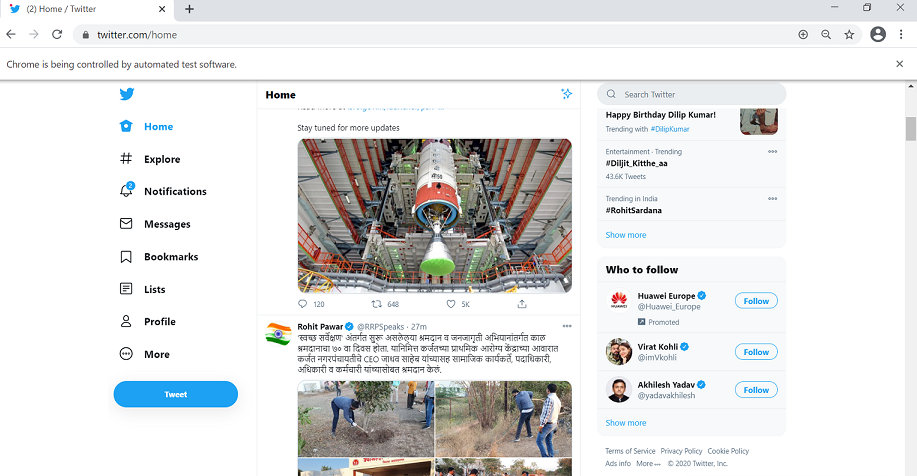 (2) Home / Twitter
twitter.com/home
Chrome is being controlled by automated test software.
Home
Explore
Notifications
2
Messages
Bookmarks
Lists
Profile
More
Tweet
Home
Stay tuned for more updates
120 648 5K
Rohit Pawar @RRPSpeaks · 27m
'स्वच्छ सर्वेक्षण' अंतर्गत सुरू असलेल्या श्रमदान व जनजागृती अभियानांतर्गत काल
श्रमदानाचा ९० वा दिवस होता. यानिमित्त कर्जतच्या प्राथमिक आरोग्य केंद्राच्या आवारात
कर्जत नगरपंचायतीचे CEO जाधव साहेब यांच्यासह सामाजिक कार्यकर्ते, पदाधिकारी,
अधिकारी व कर्मचारी यांच्यासोबत श्रमदान केलं.
Search Twitter
Happy Birthday Dilip Kumar!
Trending with #DilipKumar
Entertainment · Trending
#Diljit_Kitthe_aa
43.6K Tweets
Trending in India
#RohitSardana
Show more
Who to follow
Huawei Europe
@Huawei_Europe
Follow
Promoted
Virat Kohli
@imVkohli
Follow
Akhilesh Yadav
@yadavakhilesh
Follow
Show more
Terms of Service Privacy Policy Cookie Policy
Ads info More © 2020 Twitter, Inc.